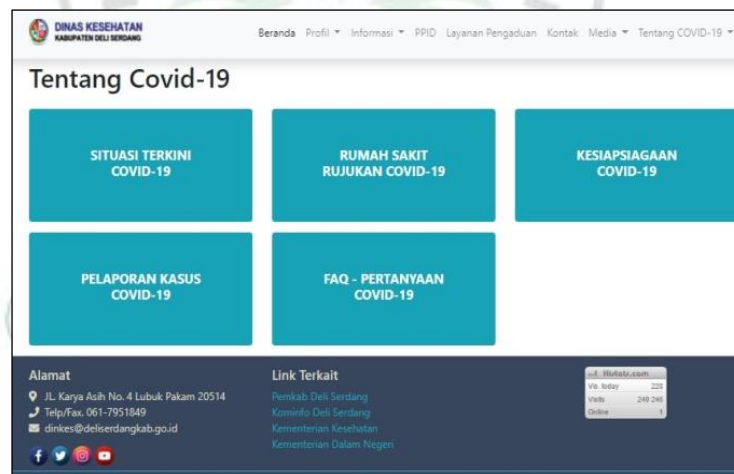 DINAS KESEHATAN
KABUPATEN DELI SERDANG
Beranda Profil Informasi PPID Layanan Pengaduan Kontak Media Tentang COVID-19
Tentang Covid-19
SITUASI TERKINI
COVID-19
RUMAH SAKIT
RUJUKAN COVID-19
KESIAPSIAGAAN
COVID-19
PELAPORAN KASUS
COVID-19
FAQ - PERTANYAAN
COVID-19
Alamat
JL. Karya Asih No. 4 Lubuk Pakam 20514
Telp/Fax. 061-7951849
dinkes@deliserdangkab.go.id
Link Terkait
Pemkab Deli Serdang
Kominfo Deli Serdang
Kementerian Kesehatan
Kementerian Dalam Negeri
Histats.com
Vis. today 220
Visits
Online 1